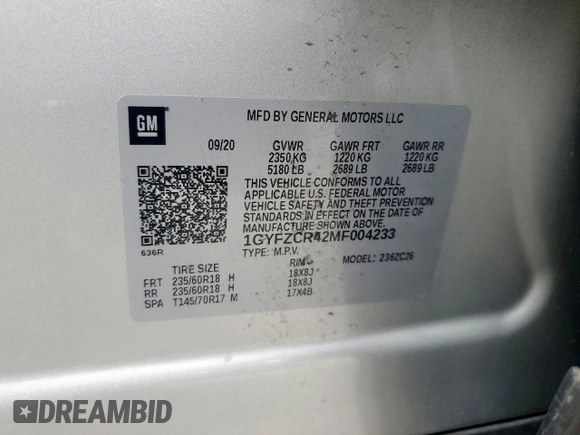 GM
MFD BY GENERAL MOTORS LLC
09/20 GVWR GAWR FRT GAWR RR
2350 KG 1220 KG 1220 KG
5180 LB 2689 LB 2689 LB
THIS VEHICLE CONFORMS TO ALL
APPLICABLE U.S. FEDERAL MOTOR
VEHICLE SAFETY AND THEFT PREVENTION
STANDARDS IN EFFECT ON THE DATE OF
MANUFACTURE SHOWN ABOVE.
1GYFZCR42MF004233
636R
TYPE: M.P.V. MODEL: 236ZC26
TIRE SIZE RIM
FRT 235/60R18 H 18X8J
RR 235/60R18 H 18X8J
SPA T145/70R17 M 17X4B
DREAMBID